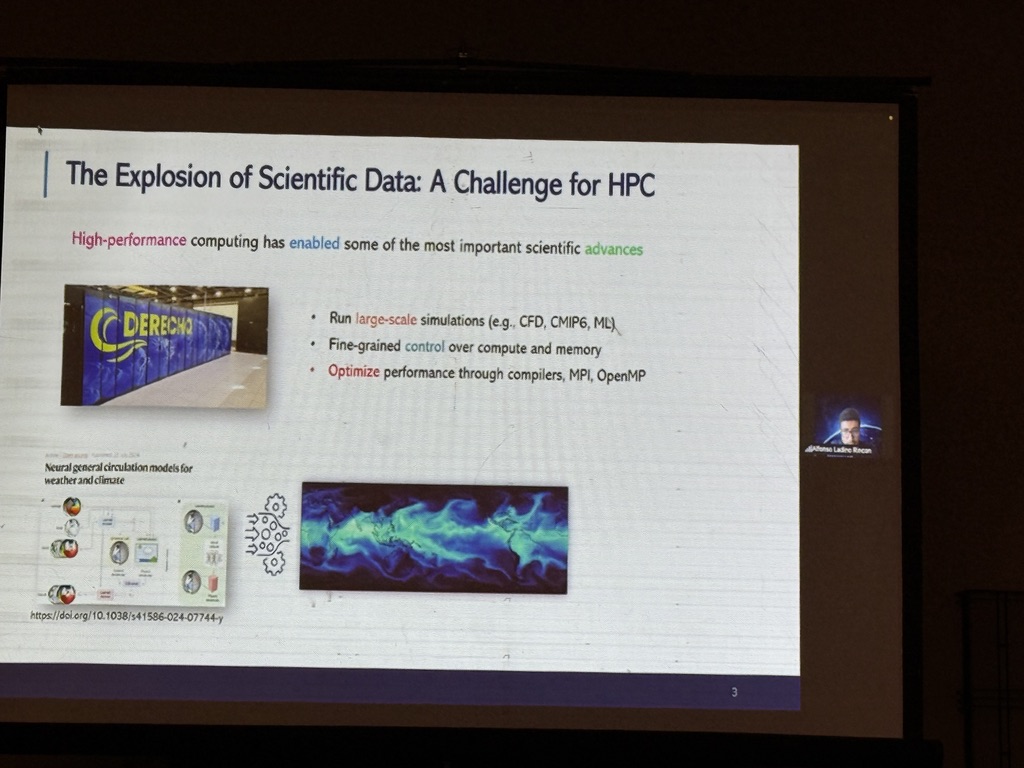 The Explosion of Scientific Data: A Challenge for HPC
High-performance computing has enabled some of the most important scientific advances
DERECHO
• Run large-scale simulations (e.g., CFD, CMIP6, ML)
• Fine-grained control over compute and memory
• Optimize performance through compilers, MPI, OpenMP
Alfonso Ladino Rincon
Neural general circulation models for
weather and climate
https://doi.org/10.1038/s41586-024-07744-y
3